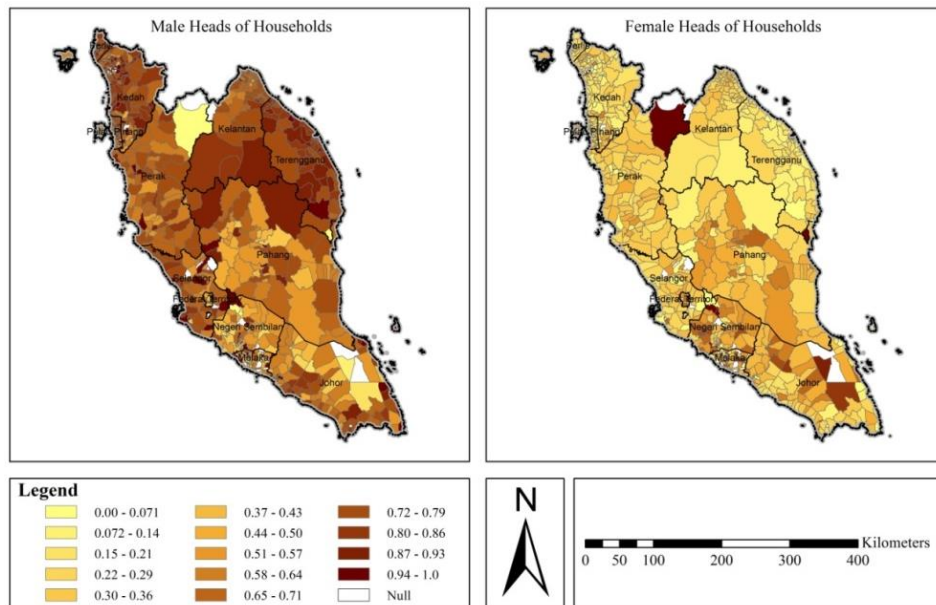 Male Heads of Households
Perlis
Kedah
Pulau Pinang
Perak
Kelantan
Terengganu
Pahang
Selangor
Federal Territory
Negeri Sembilan
Melaka
Johor
Female Heads of Households
Perlis
Kedah
Pulau Pinang
Perak
Kelantan
Terengganu
Pahang
Selangor
Federal Territory
Negeri Sembilan
Melaka
Johor
Legend
0.00 - 0.071
0.072 - 0.14
0.15 - 0.21
0.22 - 0.29
0.30 - 0.36
0.37 - 0.43
0.44 - 0.50
0.51 - 0.57
0.58 - 0.64
0.65 - 0.71
0.72 - 0.79
0.80 - 0.86
0.87 - 0.93
0.94 - 1.0
Null
N
Kilometers
0 50 100 200 300 400